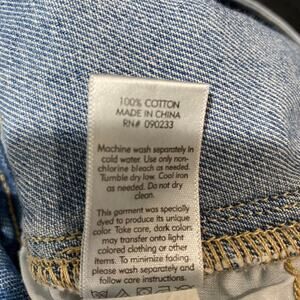 100% COTTON
MADE IN CHINA
RN# 090233
Machine wash separately in
cold water. Use only non-
chlorine bleach as needed.
Tumble dry low. Cool iron
as needed. Do not dry
clean.
This garment was specially
dyed to produce its unique
color. Take care, dark colors
may transfer onto light
colored clothing or other
items. To minimize fading
please wash separately and
follow care instructions.